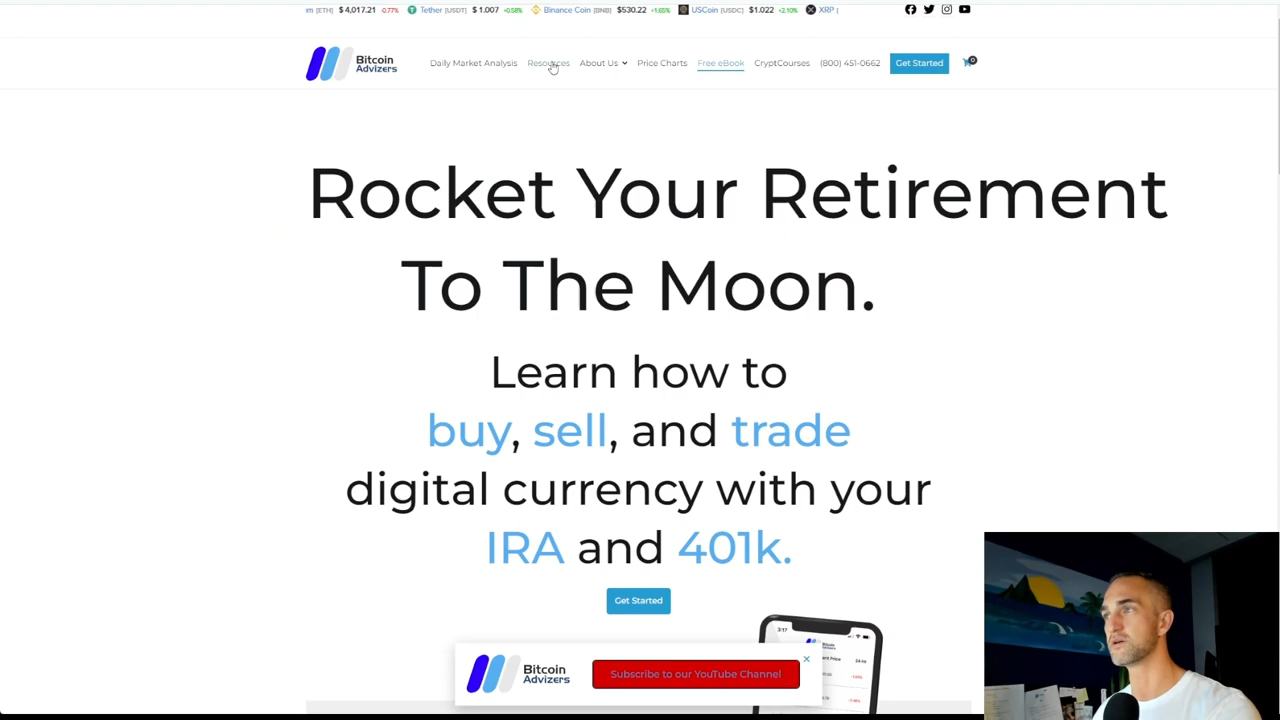 m [ETH] $ 4,017.21 -0.77% Tether [USDT] $ 1.007 +0.58% Binance Coin [BNB] $530.22 +1.65% USCoin [USDC] $1.022 +2.10% XRP [
Bitcoin Advizers
Daily Market Analysis Resources About Us Price Charts Free eBook CryptCourses (800) 451-0662 Get Started 0
Rocket Your Retirement
To The Moon.
Learn how to
buy, sell, and trade
digital currency with your
IRA and 401k.
Get Started
3:17
Bitcoin Advizers
Subscribe to our YouTube Channel